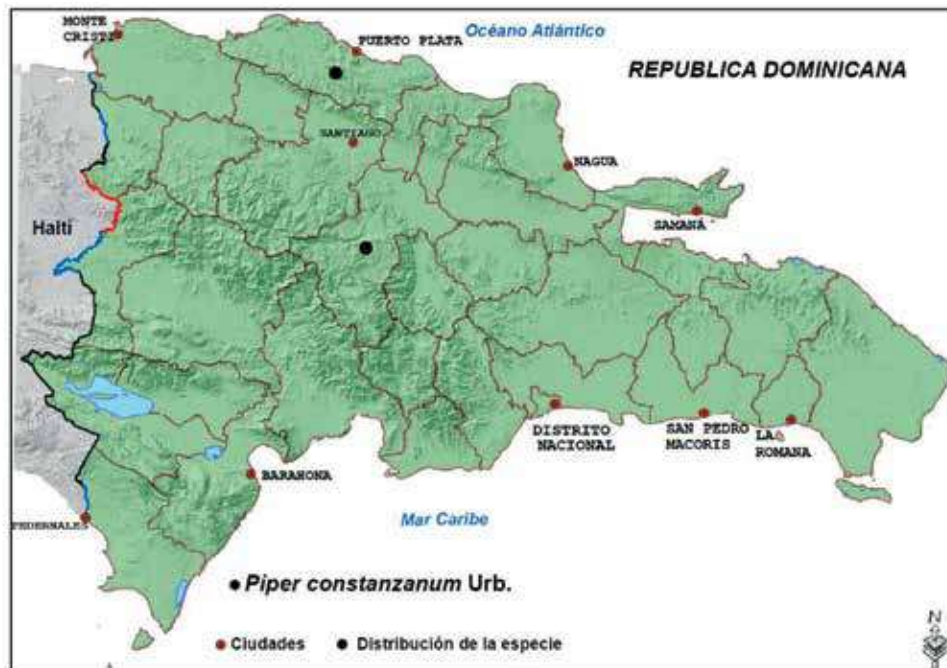 MONTE
CRISTI
PUERTO PLATA
Océano Atlántico
REPUBLICA DOMINICANA
SANTIAGO
NAGUA
Haití
SAMANÁ
DISTRITO
NACIONAL
SAN PEDRO
MACORIS
LA
ROMANA
BARAHONA
PEDERNALES
Mar Caribe
Piper constanzanum Urb.
Ciudades
Distribución de la especie
N